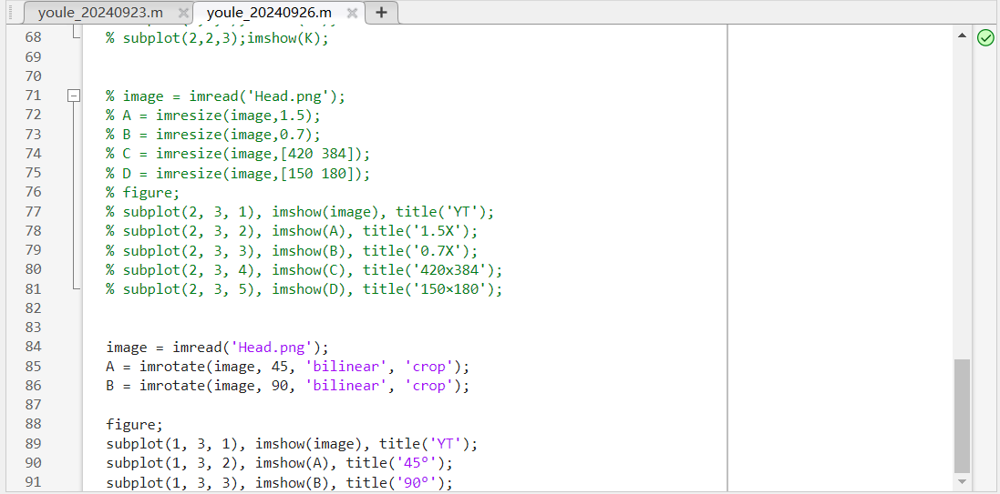 youle_20240923.m × youle_20240926.m × +
68 % subplot(2,2,3);imshow(K);
69
70
71 % image = imread('Head.png');
72 % A = imresize(image,1.5);
73 % B = imresize(image,0.7);
74 % C = imresize(image,[420 384]);
75 % D = imresize(image,[150 180]);
76 % figure;
77 % subplot(2, 3, 1), imshow(image), title('YT');
78 % subplot(2, 3, 2), imshow(A), title('1.5X');
79 % subplot(2, 3, 3), imshow(B), title('0.7X');
80 % subplot(2, 3, 4), imshow(C), title('420x384');
81 % subplot(2, 3, 5), imshow(D), title('150×180');
82
83
84 image = imread('Head.png');
85 A = imrotate(image, 45, 'bilinear', 'crop');
86 B = imrotate(image, 90, 'bilinear', 'crop');
87
88 figure;
89 subplot(1, 3, 1), imshow(image), title('YT');
90 subplot(1, 3, 2), imshow(A), title('45º');
91 subplot(1, 3, 3), imshow(B), title('90º');